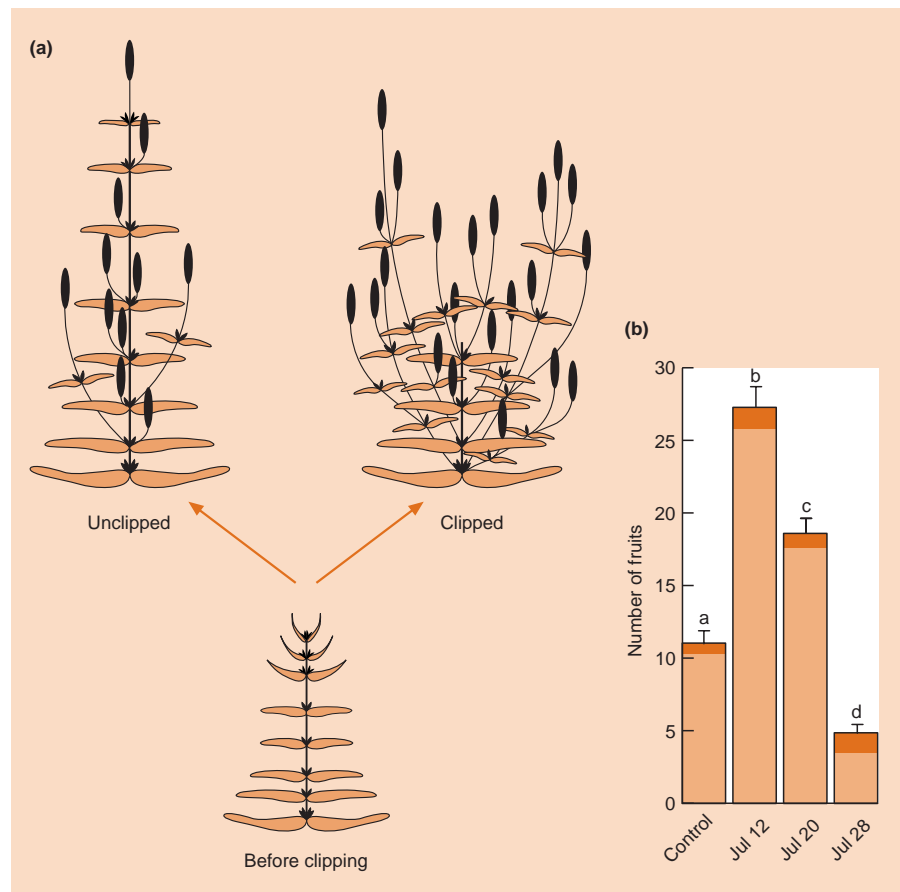 (a)
Unclipped
Clipped
Before clipping
(b)
Number of fruits
30
25
20
15
10
5
0
a
b
c
d
Control
Jul 12
Jul 20
Jul 28